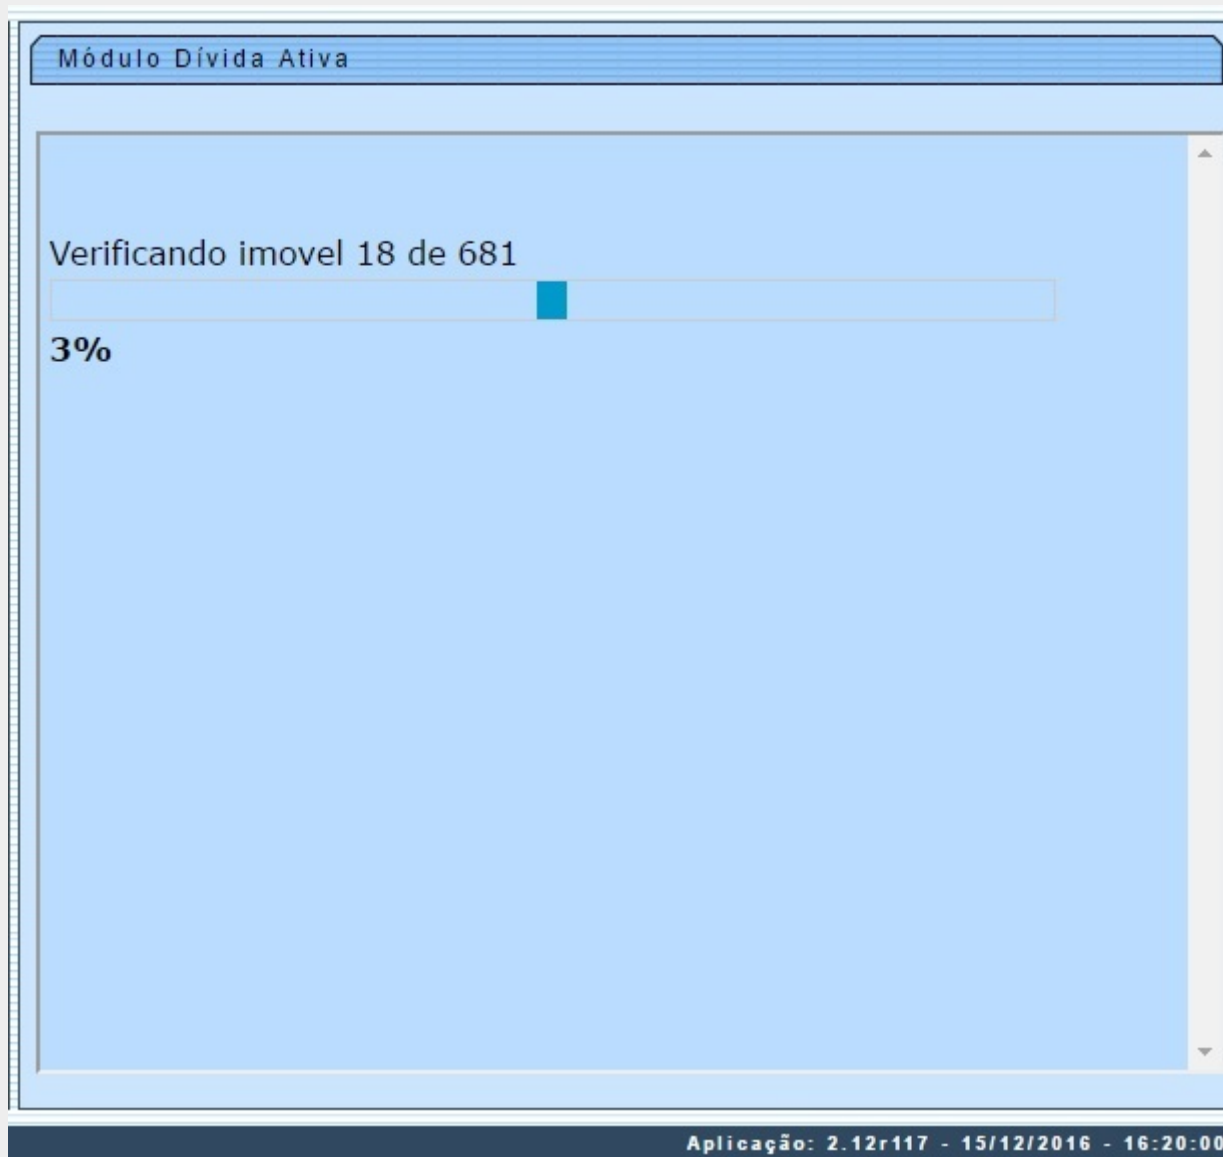 Módulo Dívida Ativa
Verificando imovel 18 de 681
3%
Aplicação: 2.12r117 - 15/12/2016 - 16:20:00